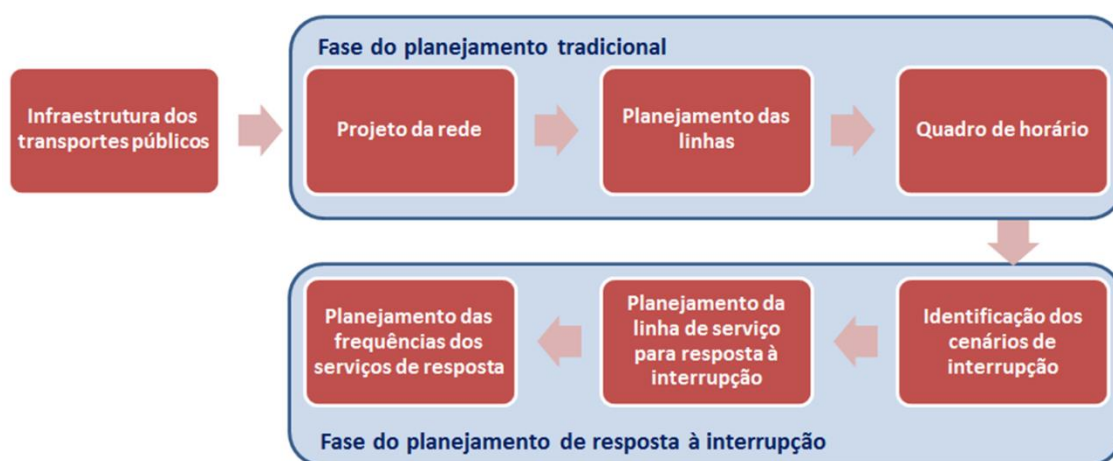 Fase do planejamento tradicional
Infraestrutura dos
transportes públicos
Projeto da rede
Planejamento das
linhas
Quadro de horário
Planejamento das
frequências dos
serviços de resposta
Planejamento da
linha de serviço
para resposta à
interrupção
Identificação dos
cenários de
interrupção
Fase do planejamento de resposta à interrupção